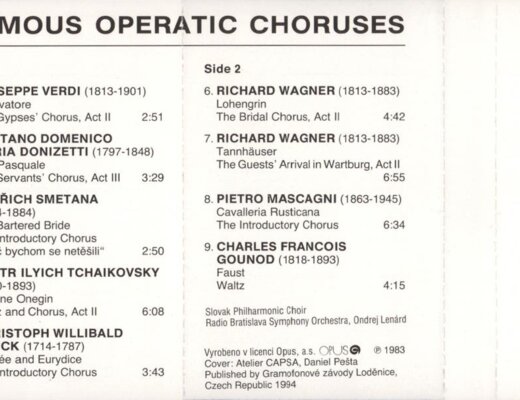 MOUS OPERATIC CHORUSES
SEPPE VERDI (1813-1901)
vatore
Gypses' Chorus, Act II 2:51
TANO DOMENICO
RIA DONIZETTI (1797-1848)
Pasquale
Servants' Chorus, Act III 3:29
ŘICH SMETANA
4-1884)
Bartered Bride
Introductory Chorus
č bychom se netěšili" 2:50
TR ILYICH TCHAIKOVSKY
0-1893)
ne Onegin
z and Chorus, Act II 6:08
RISTOPH WILLIBALD
CK (1714-1787)
ée and Eurydice
Introductory Chorus 3:43
Side 2
6. RICHARD WAGNER (1813-1883)
Lohengrin
The Bridal Chorus, Act II 4:42
7. RICHARD WAGNER (1813-1883)
Tannhäuser
The Guests' Arrival in Wartburg, Act II
6:55
8. PIETRO MASCAGNI (1863-1945)
Cavalleria Rusticana
The Introductory Chorus 6:34
9. CHARLES FRANCOIS
GOUNOD (1818-1893)
Faust
Waltz 4:15
Slovak Philharmonic Choir
Radio Bratislava Symphony Orchestra, Ondrej Lenárd
Vyrobeno v licenci Opus, a.s. OPUS ℗ 1983
Cover: Atelier CAPSA, Daniel Pešta
Published by Gramofonové závody Loděnice,
Czech Republic 1994